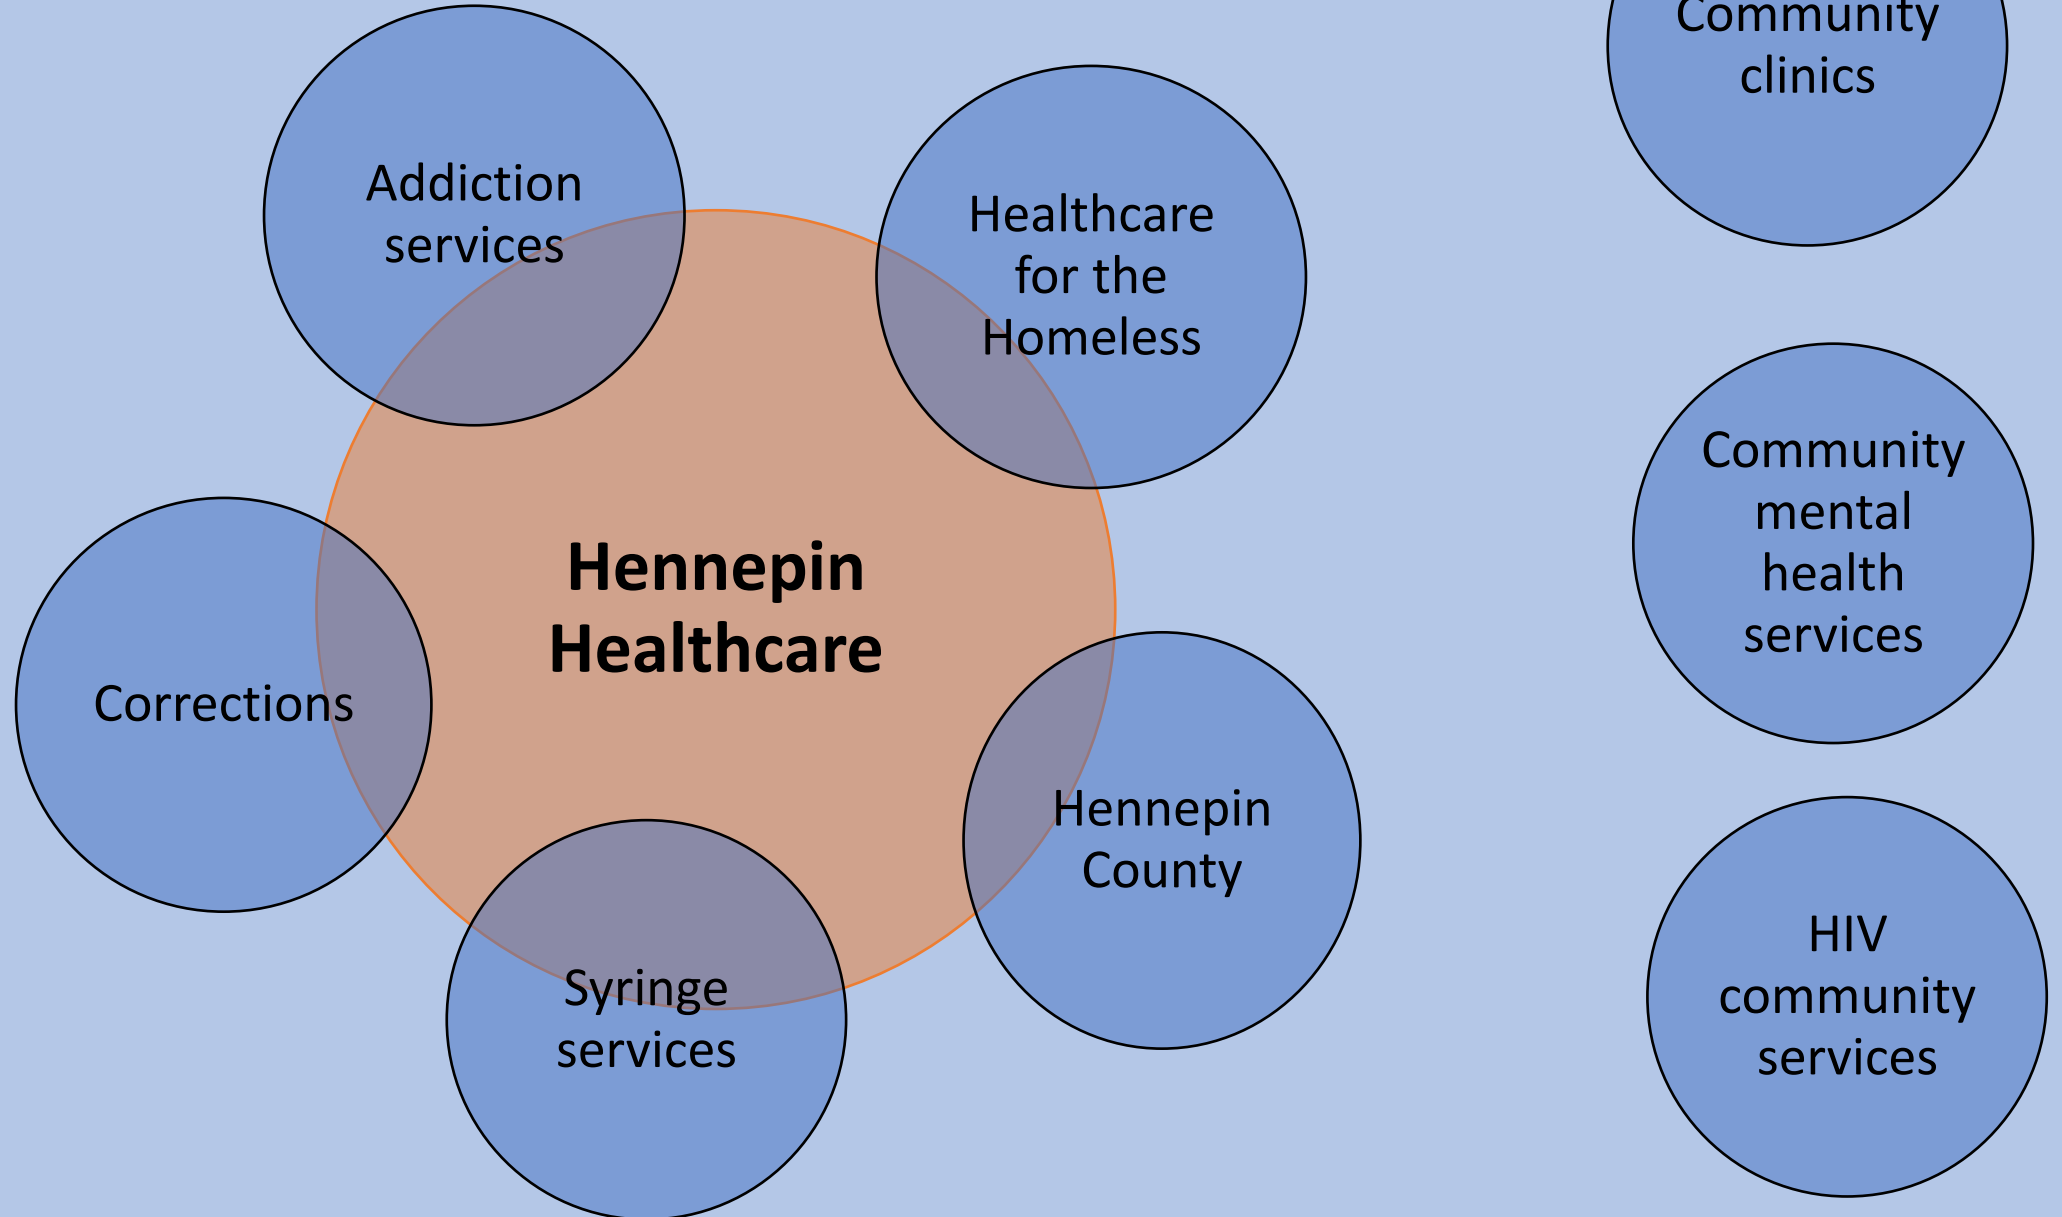 Community
clinics
Addiction
services
Healthcare
for the
Homeless
Community
mental
health
services
Hennepin
Healthcare
Corrections
Hennepin
County
HIV
community
services
Syringe
services